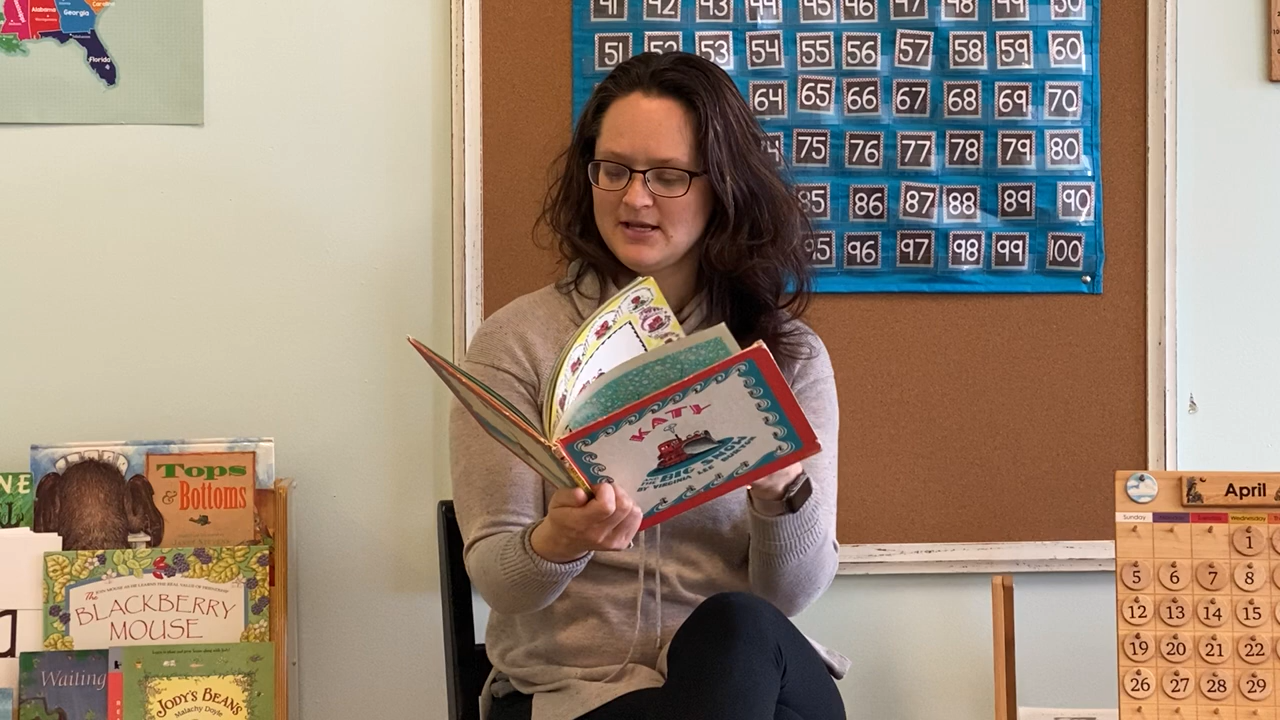 Alabama
Georgia
Florida
41 42 43 44 45 46 47 48 49 50
51 52 53 54 55 56 57 58 59 60
64 65 66 67 68 69 70
75 76 77 78 79 80
85 86 87 88 89 90
95 96 97 98 99 100
KATY
AND THE BIG SNOW
BY VIRGINIA LEE BURTON
Tops
& Bottoms
The
BLACKBERRY
MOUSE
Waiting
JODY'S BEANS
Malachy Doyle
April
Sunday Wednesday
1
5 6 7 8
12 13 14 15
19 20 21 22
26 27 28 29